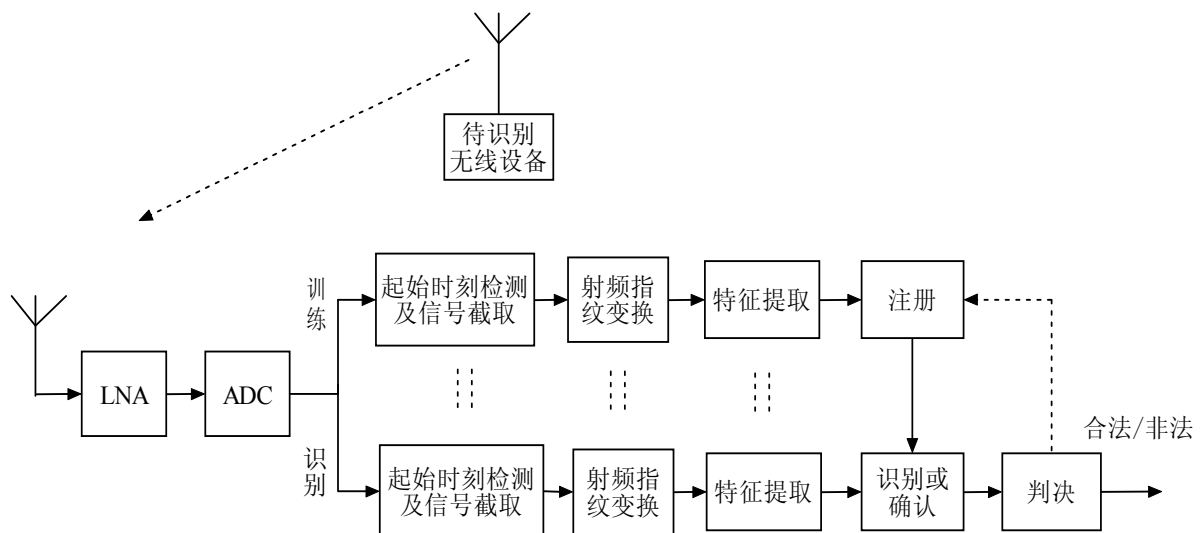 待识别
无线设备
训
练
起始时刻检测
及信号截取
射频指
纹变换
特征提取
注册
LNA
ADC
合法/非法
识
别
起始时刻检测
及信号截取
射频指
纹变换
特征提取
识别或
确认
判决